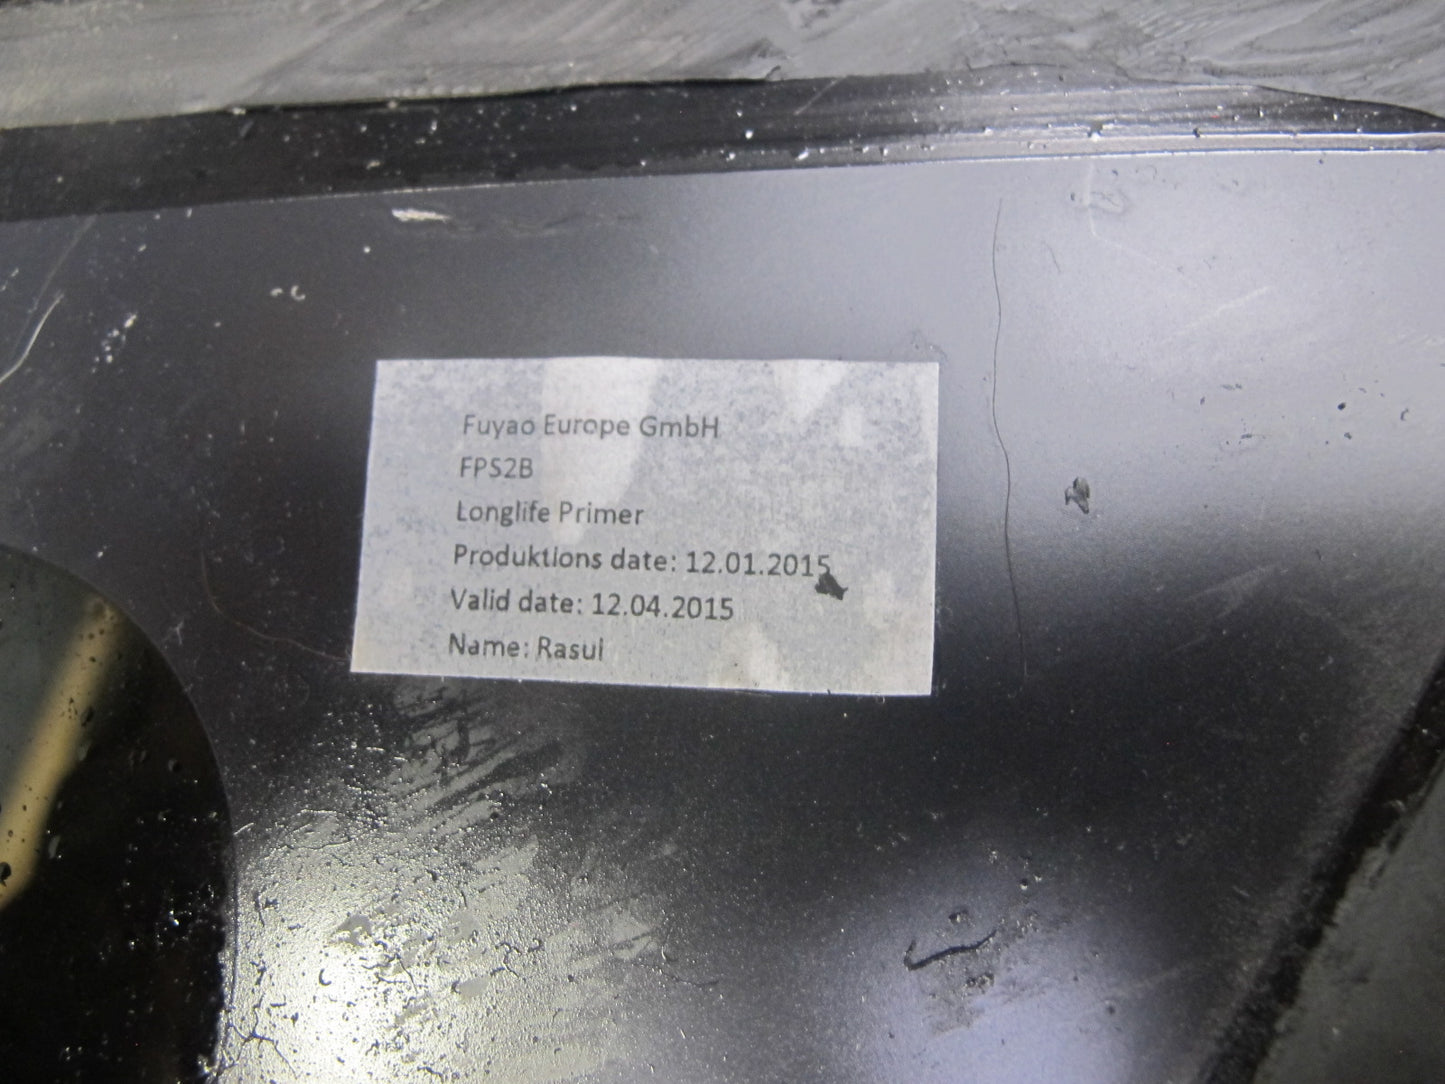 Fuyao Europe GmbH
FPS2B
Longlife Primer
Produktions date: 12.01.2015
Valid date: 12.04.2015
Name: Rasul